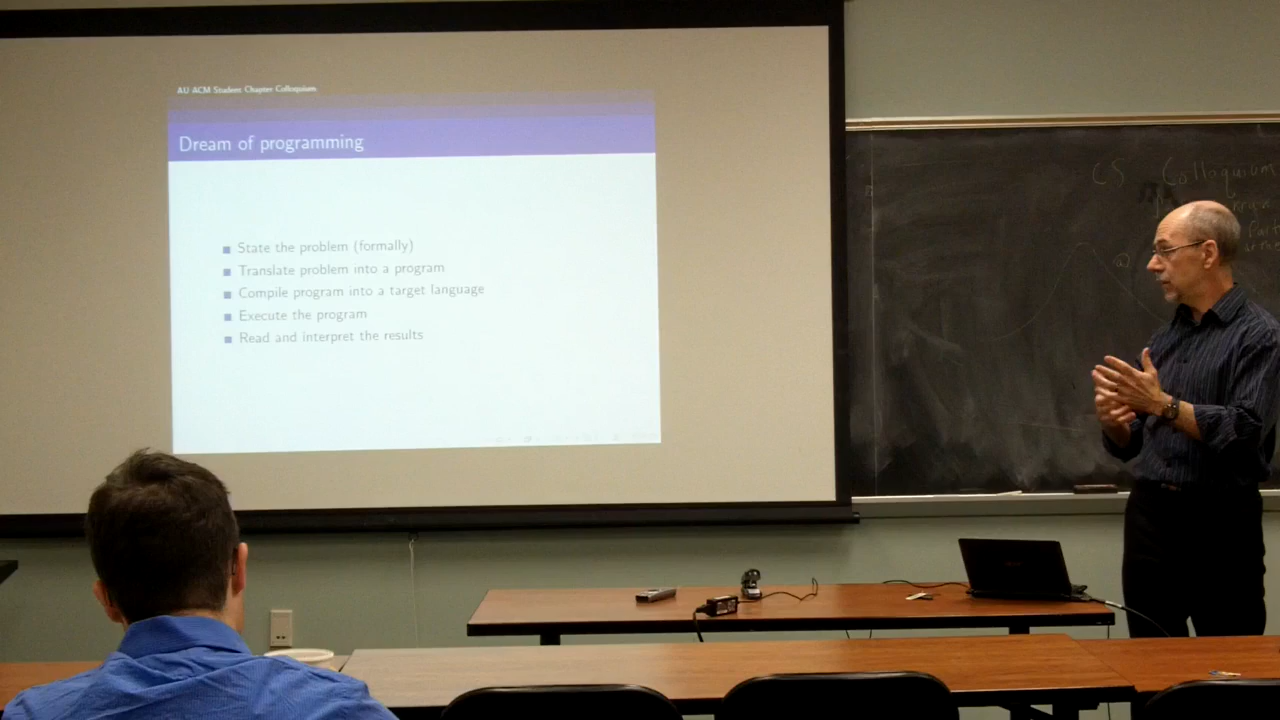 AU ACM Student Chapter Colloquium
Dream of programming
State the problem (formally)
Translate problem into a program
Compile program into a target language
Execute the program
Read and interpret the results
CS Colloquium